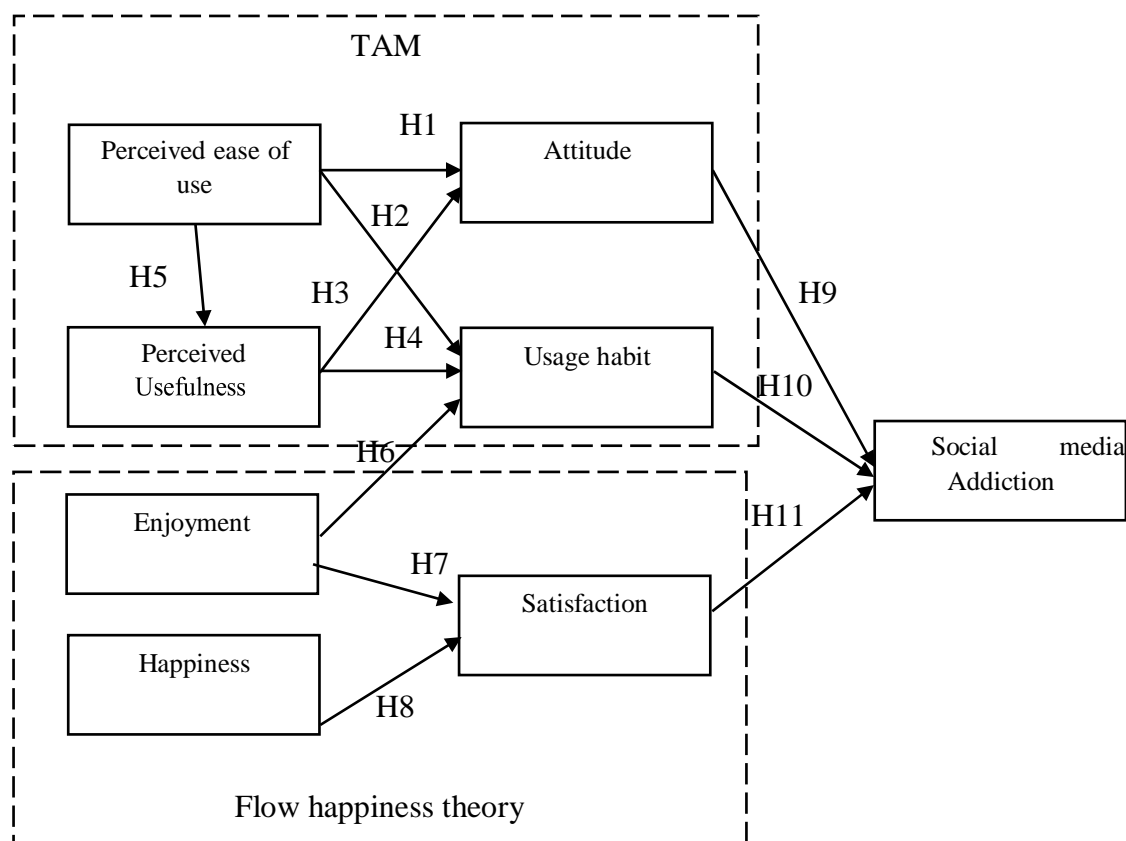 TAM
H1
Perceived ease of
use
Attitude
H2
H5
H3
H9
H4
Perceived
Usefulness
Usage habit
H10
H6
Social media
Addiction
Enjoyment
H11
H7
Satisfaction
Happiness
H8
Flow happiness theory